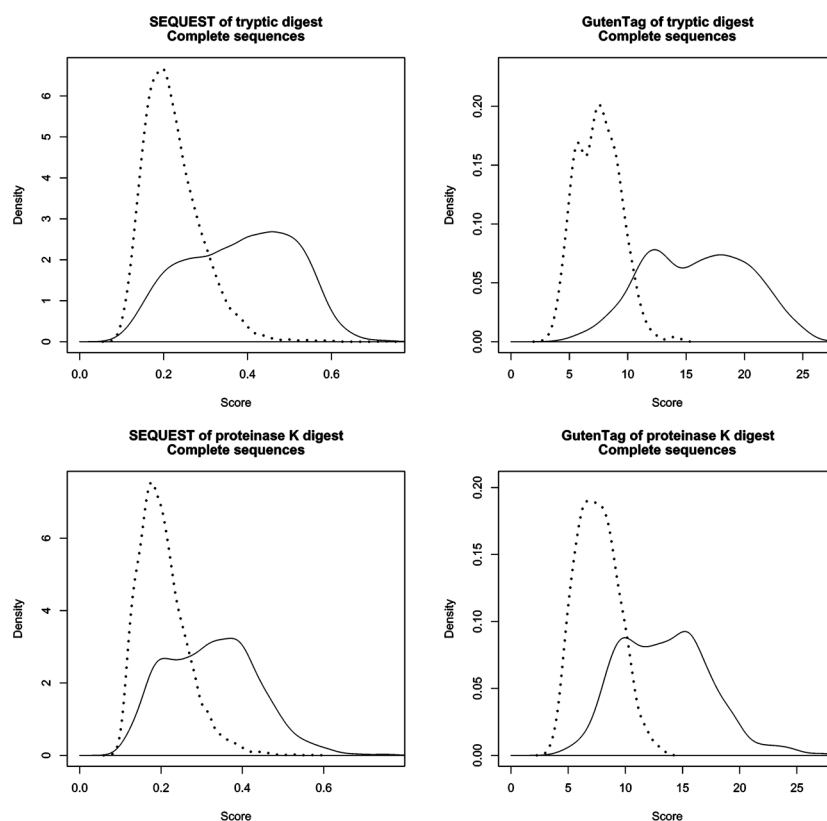 SEQUEST of tryptic digest
Complete sequences
Density
0
1
2
3
4
5
6
0.0
0.2
0.4
0.6
Score
GutenTag of tryptic digest
Complete sequences
Density
0.00
0.05
0.10
0.15
0.20
0
5
10
15
20
25
Score
SEQUEST of proteinase K digest
Complete sequences
Density
0
2
4
6
0.0
0.2
0.4
0.6
Score
GutenTag of proteinase K digest
Complete sequences
Density
0.00
0.05
0.10
0.15
0.20
0
5
10
15
20
25
Score